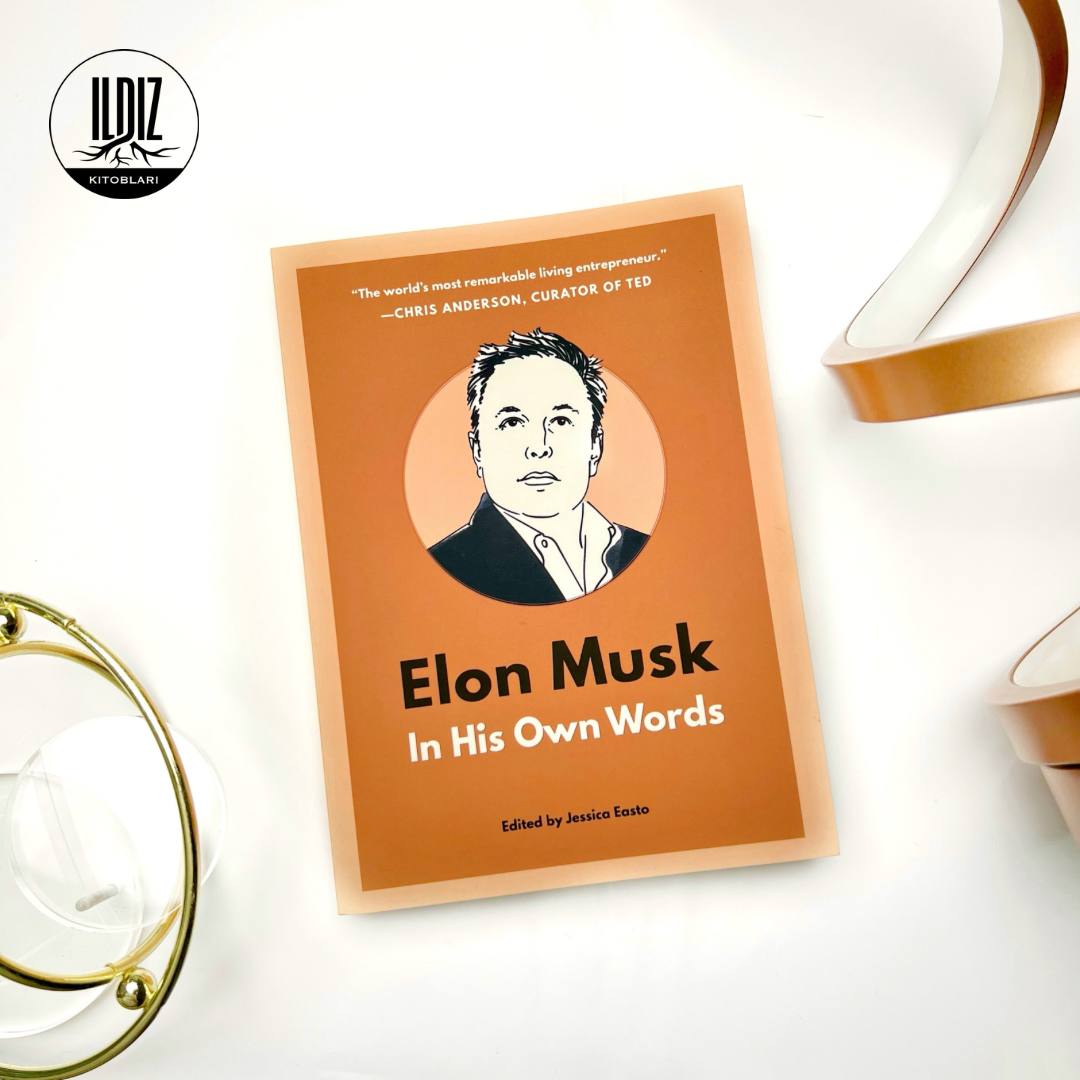 ILDIZ
KITOBLARI
“The world's most remarkable living entrepreneur.”
—CHRIS ANDERSON, CURATOR OF TED
Elon Musk
In His Own Words
Edited by Jessica Easto